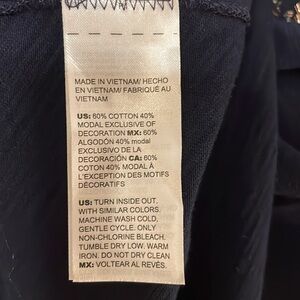 MADE IN VIETNAM/ HECHO
EN VIETNAM/ FABRIQUÉ AU
VIETNAM
US: 60% COTTON 40%
MODAL EXCLUSIVE OF
DECORATION MX: 60%
ALGODÓN 40% modal
EXCLUSIVO DE LA
DECORACIÓN CA: 60%
COTON 40% MODAL À
L'EXCEPTION DES MOTIFS
DÉCORATIFS
US: TURN INSIDE OUT.
WITH SIMILAR COLORS.
MACHINE WASH COLD,
GENTLE CYCLE. ONLY
NON-CHLORINE BLEACH.
TUMBLE DRY LOW. WARM
IRON. DO NOT DRY CLEAN
MX: VOLTEAR AL REVÉS.